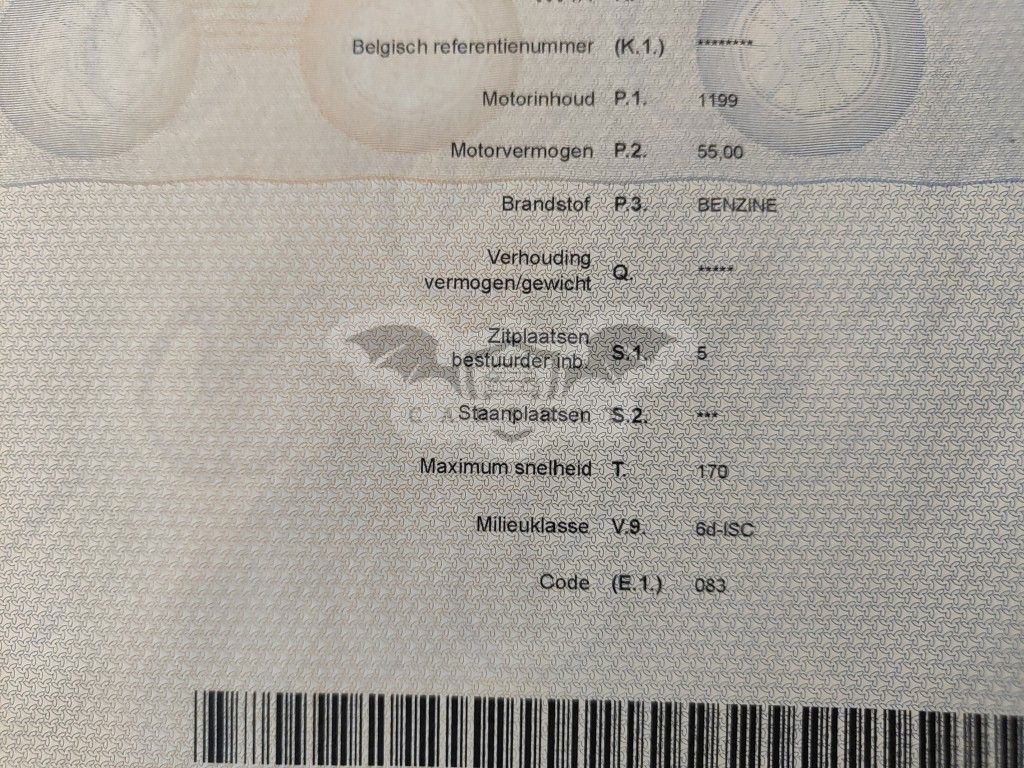 Belgisch referentienummer (K.1.) ********
Motorinhoud P.1. 1199
Motorvermogen P.2. 55,00
Brandstof P.3. BENZINE
Verhouding
vermogen/gewicht Q. *****
Zitplaatsen
bestuurder inb. S.1. 5
Staanplaatsen S.2. ***
Maximum snelheid T. 170
Milieuklasse V.9. 6d-ISC
Code (E.1.) 083